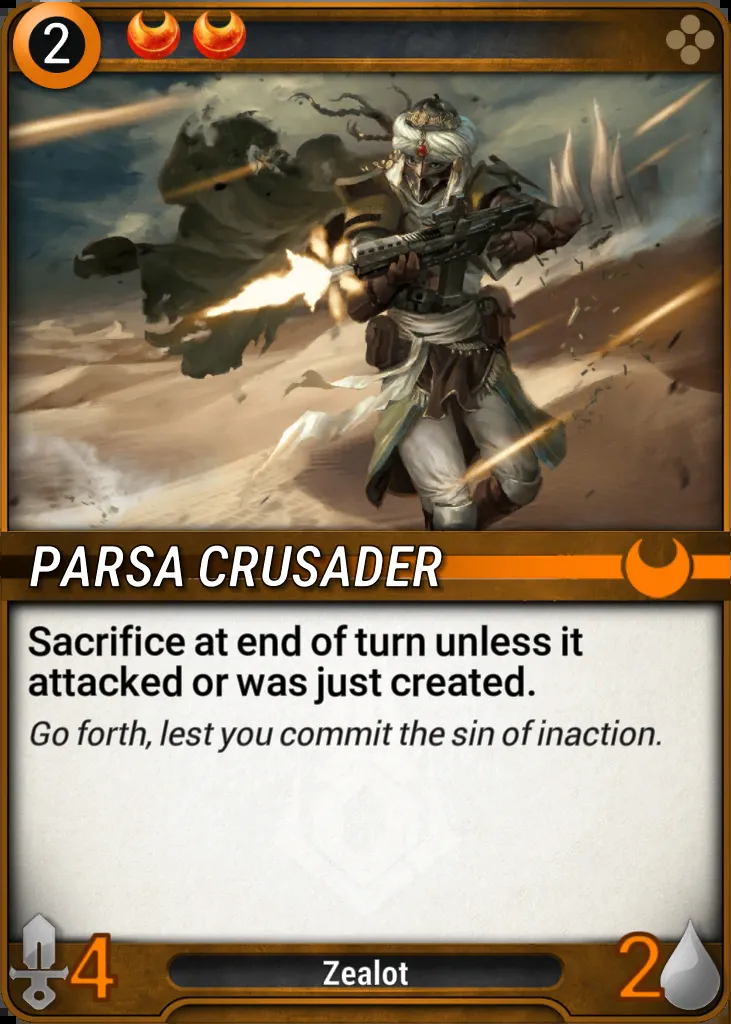 2
PARSA CRUSADER
Sacrifice at end of turn unless it
attacked or was just created.
Go forth, lest you commit the sin of inaction.
4
Zealot
2